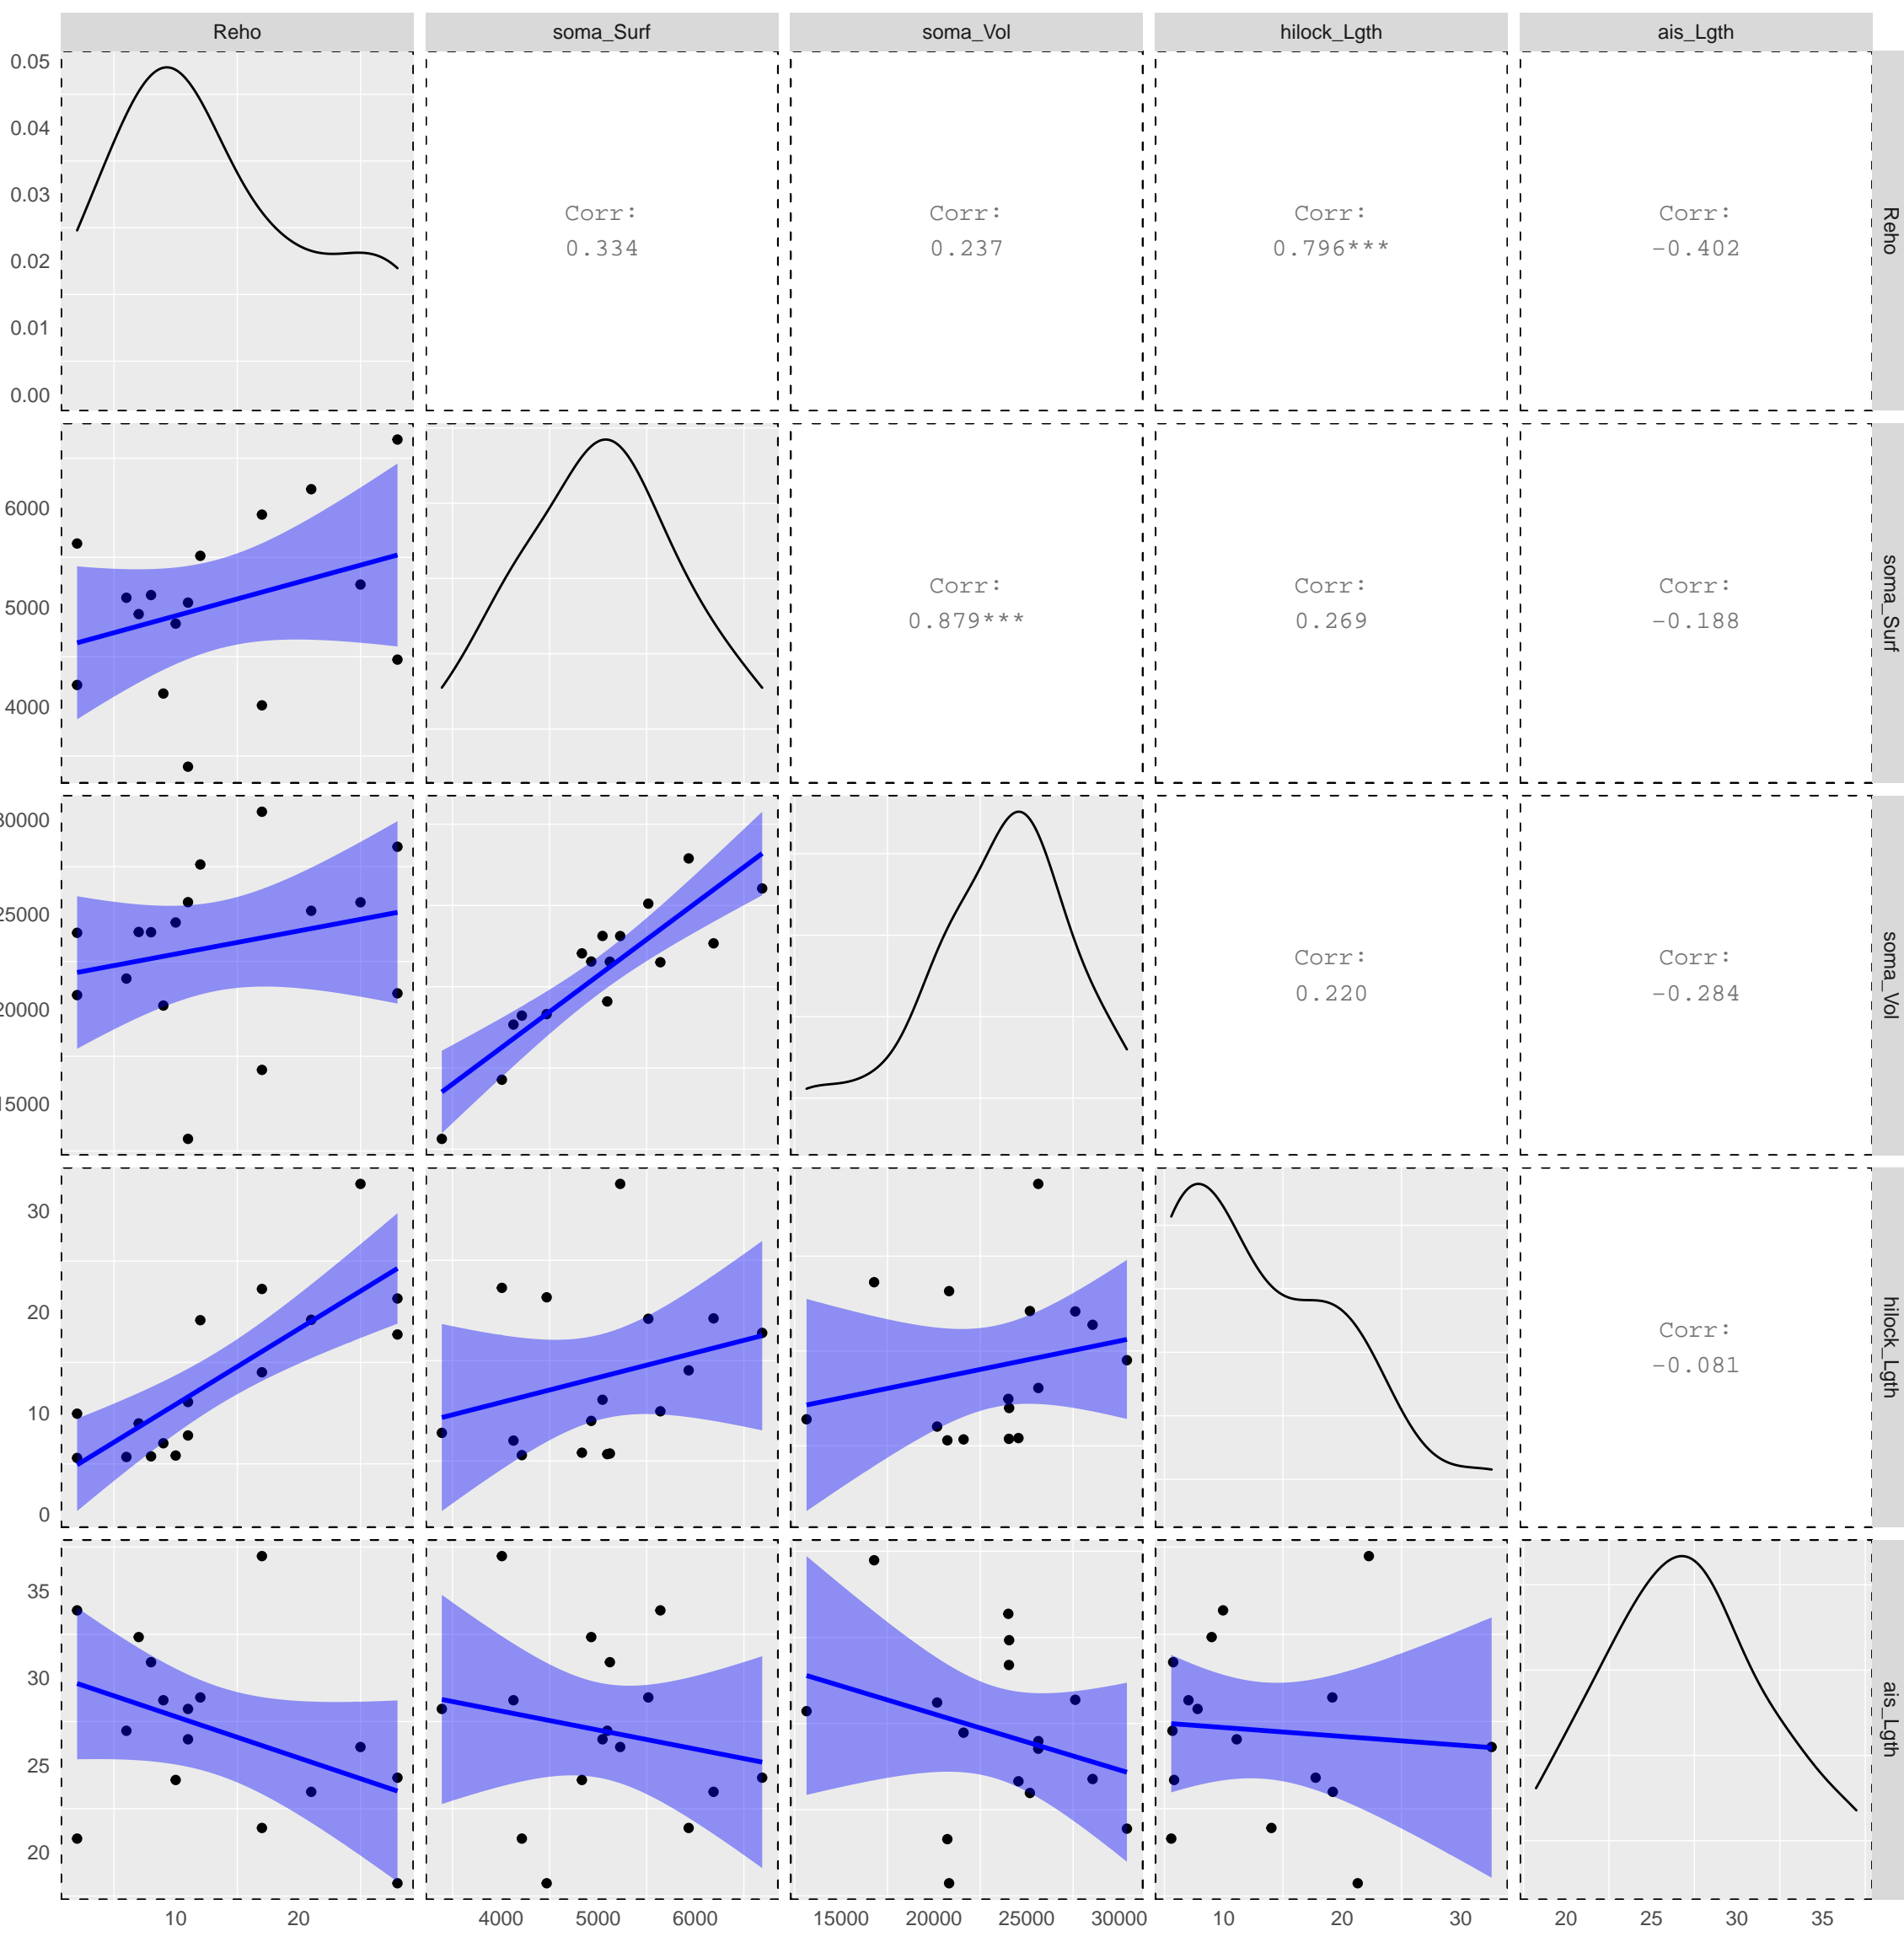 Reho soma_Surf soma_Vol hilock_Lgth ais_Lgth
0.05
0.04
0.03
0.02
0.01
0.00
Corr:
0.334
Corr:
0.237
Corr:
0.796***
Corr:
-0.402
Reho
6000
5000
4000
Corr:
0.879***
Corr:
0.269
Corr:
-0.188
soma_Surf
30000
25000
20000
15000
Corr:
0.220
Corr:
-0.284
soma_Vol
30
20
10
0
Corr:
-0.081
hilock_Lgth
35
30
25
20
ais_Lgth
10 20 4000 5000 6000 15000 20000 25000 30000 10 20 30 20 25 30 35